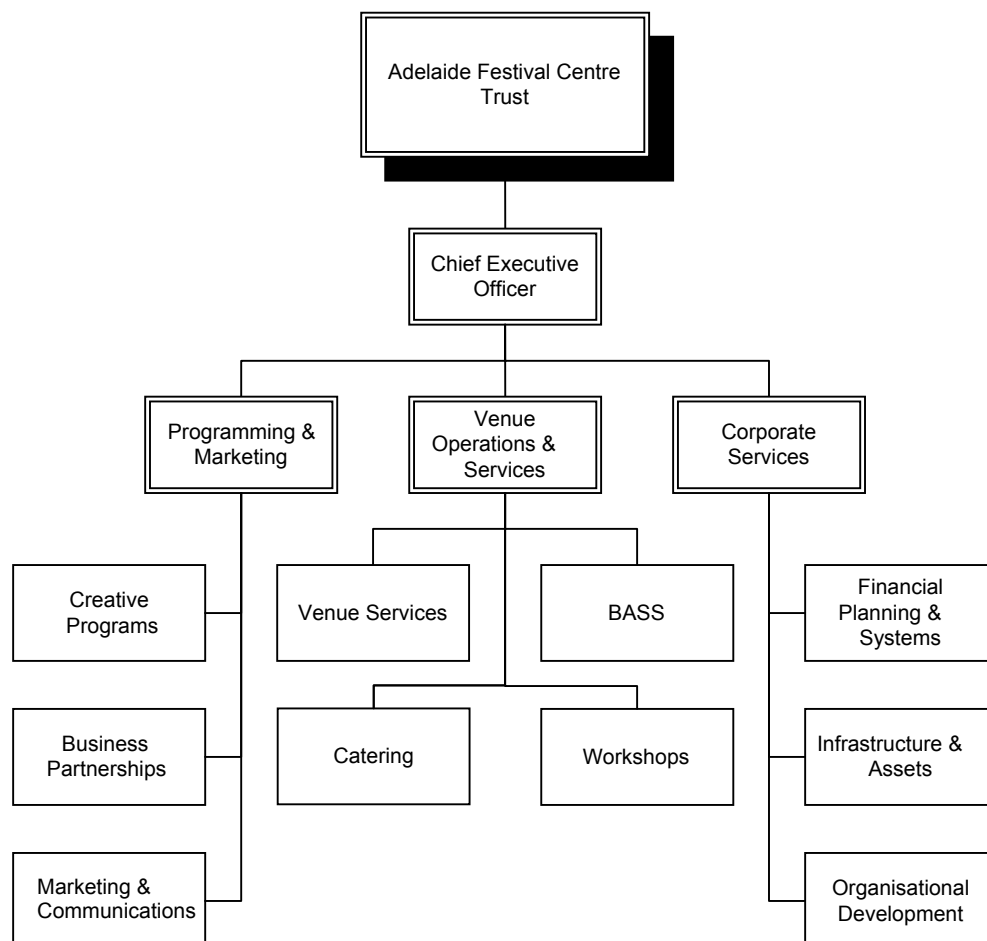 Adelaide Festival Centre
Trust
Chief Executive
Officer
Programming &
Marketing
Venue
Operations &
Services
Corporate
Services
Creative
Programs
Venue Services
BASS
Financial
Planning &
Systems
Business
Partnerships
Catering
Workshops
Infrastructure &
Assets
Marketing &
Communications
Organisational
Development